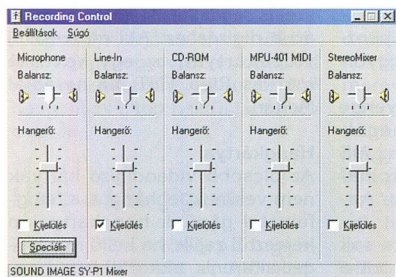 Recording Control
Beállítások Súgó
Microphone Line-In CD-ROM MPU-401 MIDI StereoMixer
Balansz: Balansz: Balansz: Balansz: Balansz:
Hangerő: Hangerő: Hangerő: Hangerő: Hangerő:
Kijelölés Kijelölés Kijelölés Kijelölés Kijelölés
Speciális
SOUND IMAGE SY-P1 Mixer